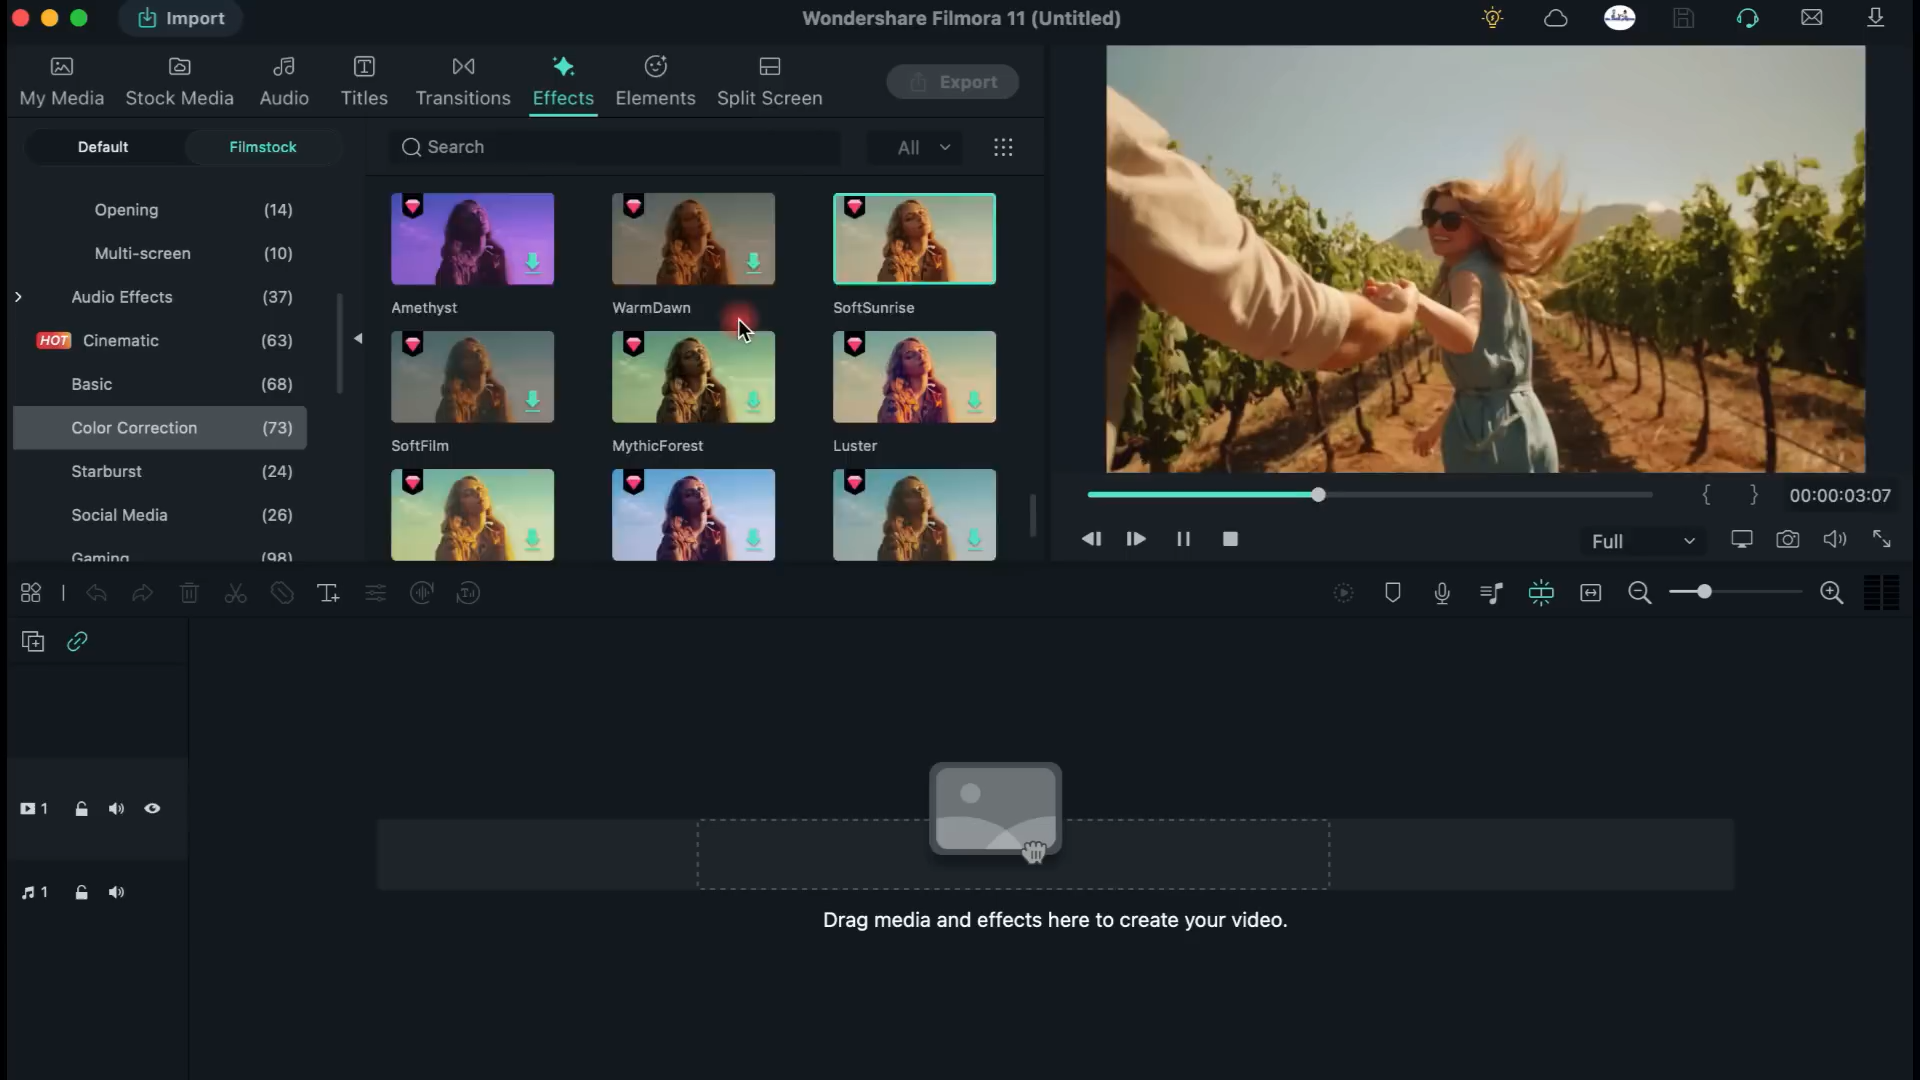 Import
Wondershare Filmora 11 (Untitled)
My Media
Stock Media
Audio
Titles
Transitions
Effects
Elements
Split Screen
Export
Default
Filmstock
Search
All
Opening (14)
Multi-screen (10)
Audio Effects (37)
HOT Cinematic (63)
Basic (68)
Color Correction (73)
Starburst (24)
Social Media (26)
Gaming (98)
Amethyst
WarmDawn
SoftSunrise
SoftFilm
MythicForest
Luster
00:00:03:07
Full
1
1
Drag media and effects here to create your video.